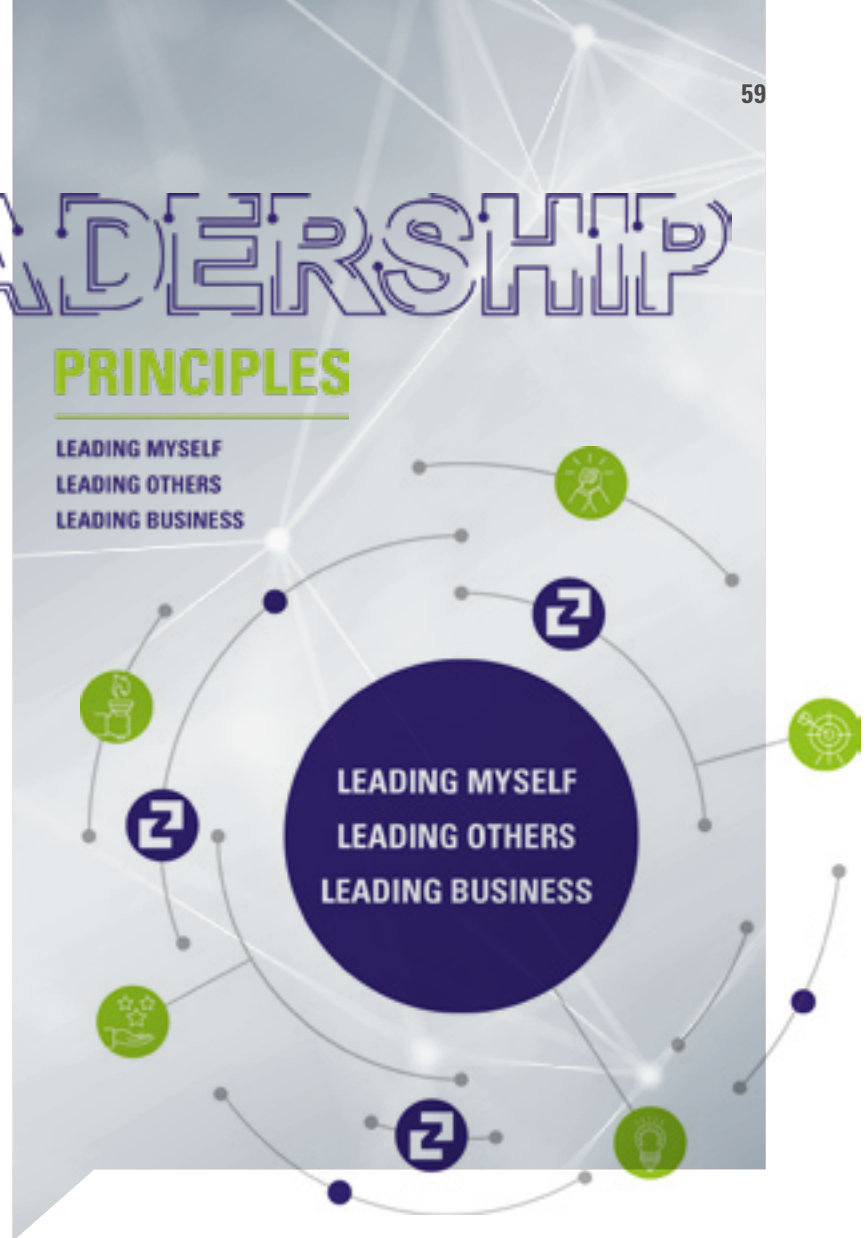 59
ADERSHIP
PRINCIPLES
LEADING MYSELF
LEADING OTHERS
LEADING BUSINESS
Z
Z
LEADING MYSELF
LEADING OTHERS
LEADING BUSINESS
Z